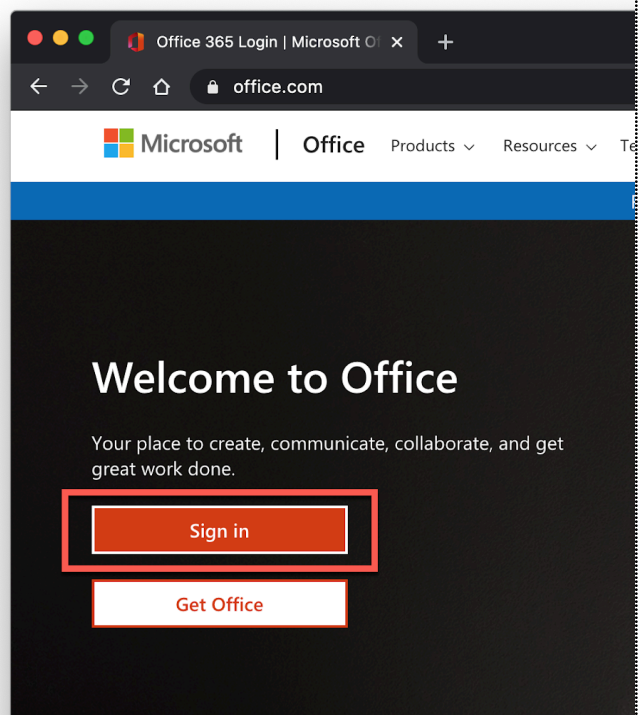 Office 365 Login | Microsoft Of
office.com
Microsoft | Office Products Resources Te
Welcome to Office
Your place to create, communicate, collaborate, and get
great work done.
Sign in
Get Office